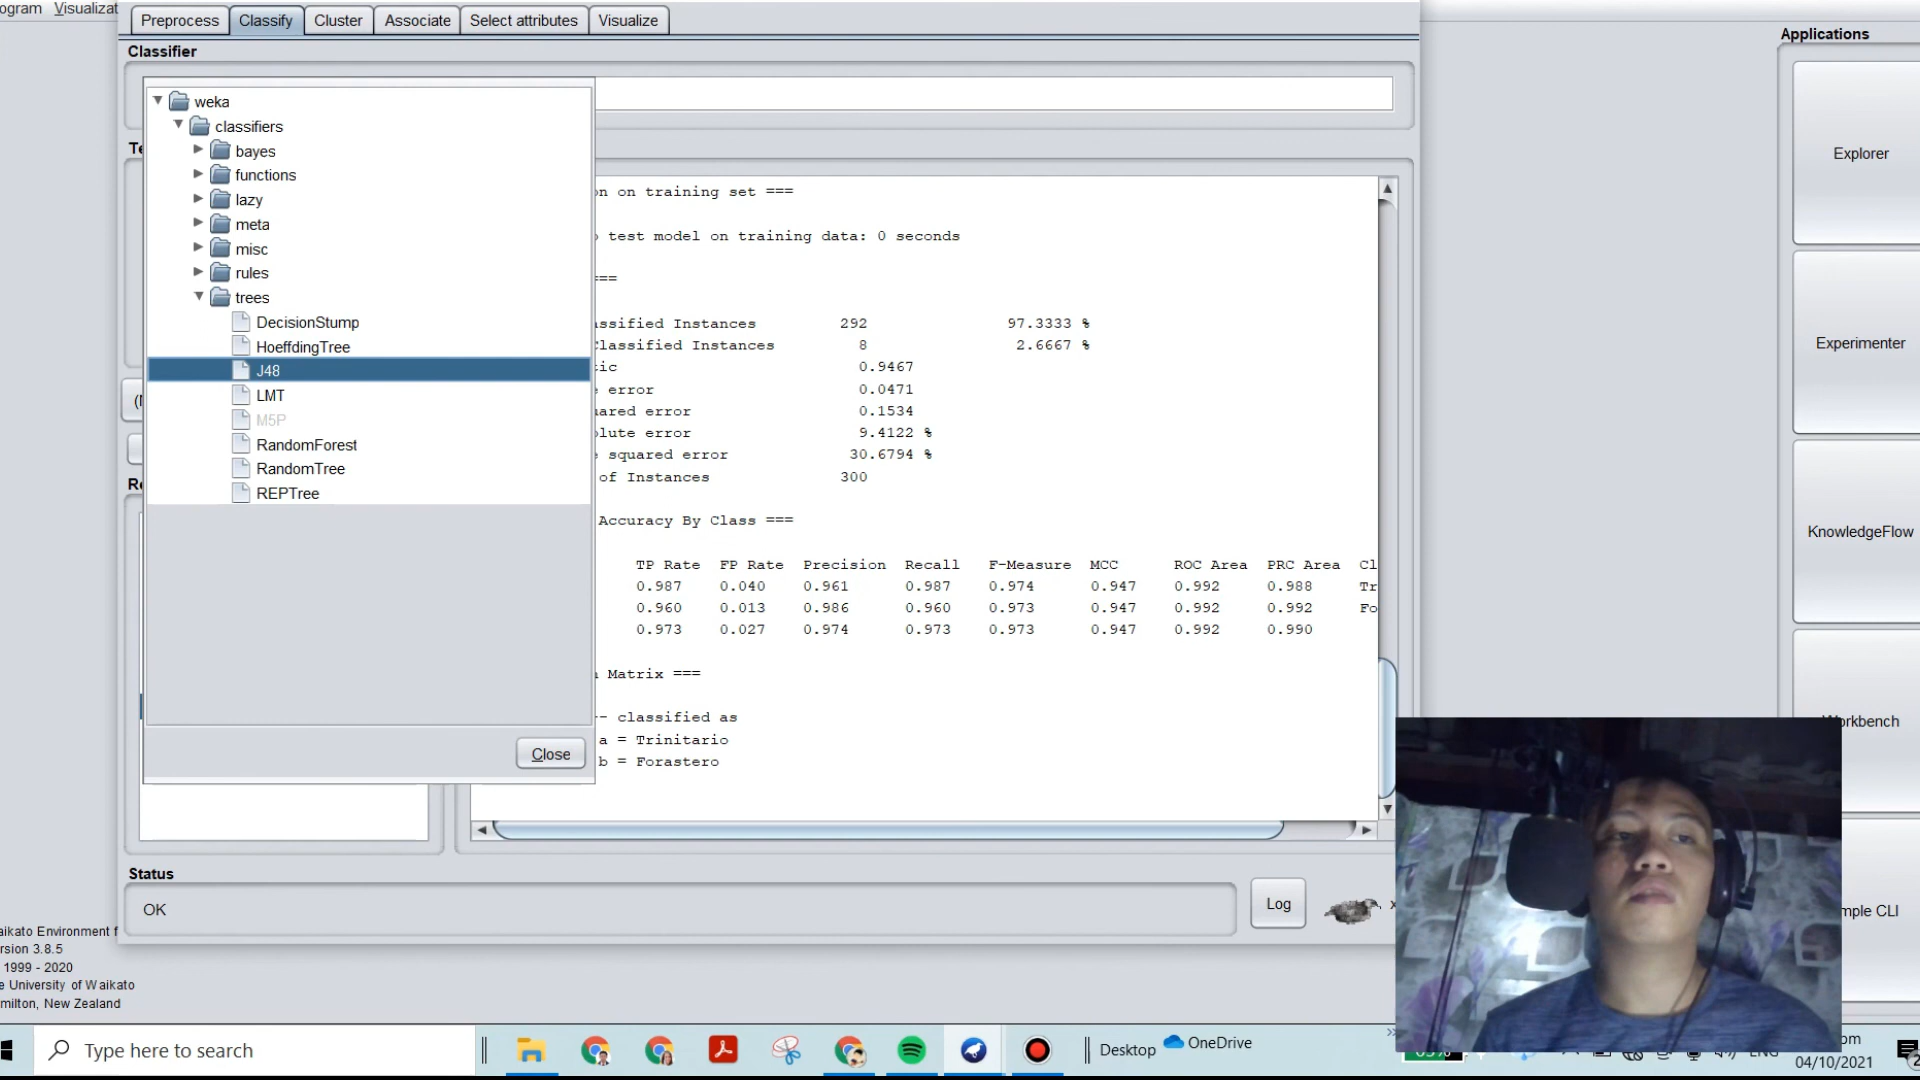 ogram Visualizat
Preprocess Classify Cluster Associate Select attributes Visualize
Applications
Classifier
weka
classifiers
bayes
functions
lazy
meta
misc
rules
trees
DecisionStump
HoeffdingTree
J48
LMT
M5P
RandomForest
RandomTree
REPTree
Close
Te
Re
n on training set ===
test model on training data: 0 seconds
===
ssified Instances 292 97.3333 %
Classified Instances 8 2.6667 %
ic 0.9467
error 0.0471
ared error 0.1534
lute error 9.4122 %
squared error 30.6794 %
of Instances 300
Accuracy By Class ===
TP Rate FP Rate Precision Recall F-Measure MCC ROC Area PRC Area Cl
0.987 0.040 0.961 0.987 0.974 0.947 0.992 0.988 Tr
0.960 0.013 0.986 0.960 0.973 0.947 0.992 0.992 Fo
0.973 0.027 0.974 0.973 0.973 0.947 0.992 0.990
Matrix ===
-- classified as
a = Trinitario
b = Forastero
Status
OK
Log
x
Explorer
Experimenter
KnowledgeFlow
orkbench
mple CLI
aikato Environment f
rsion 3.8.5
1999 - 2020
e University of Waikato
milton, New Zealand
Type here to search
Desktop OneDrive
ENG
om
04/10/2021